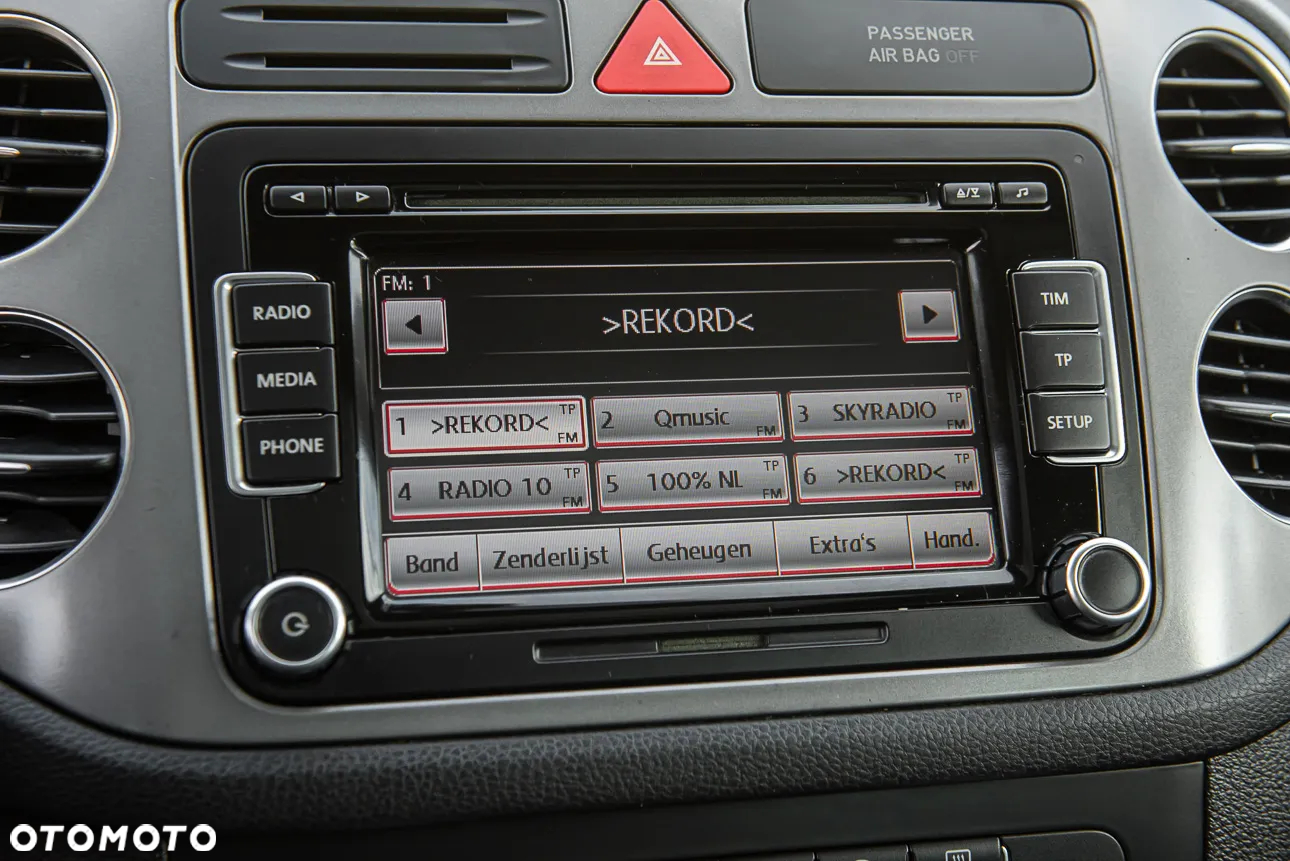 PASSENGER
AIR BAG OFF
FM: 1
>REKORD<
RADIO
MEDIA
PHONE
TIM
TP
SETUP
1 >REKORD< TP FM
2 Qmusic FM
3 SKYRADIO TP FM
4 RADIO 10 TP FM
5 100% NL TP FM
6 >REKORD< TP FM
Band Zenderlijst Geheugen Extra's Hand.
OTOMOTO